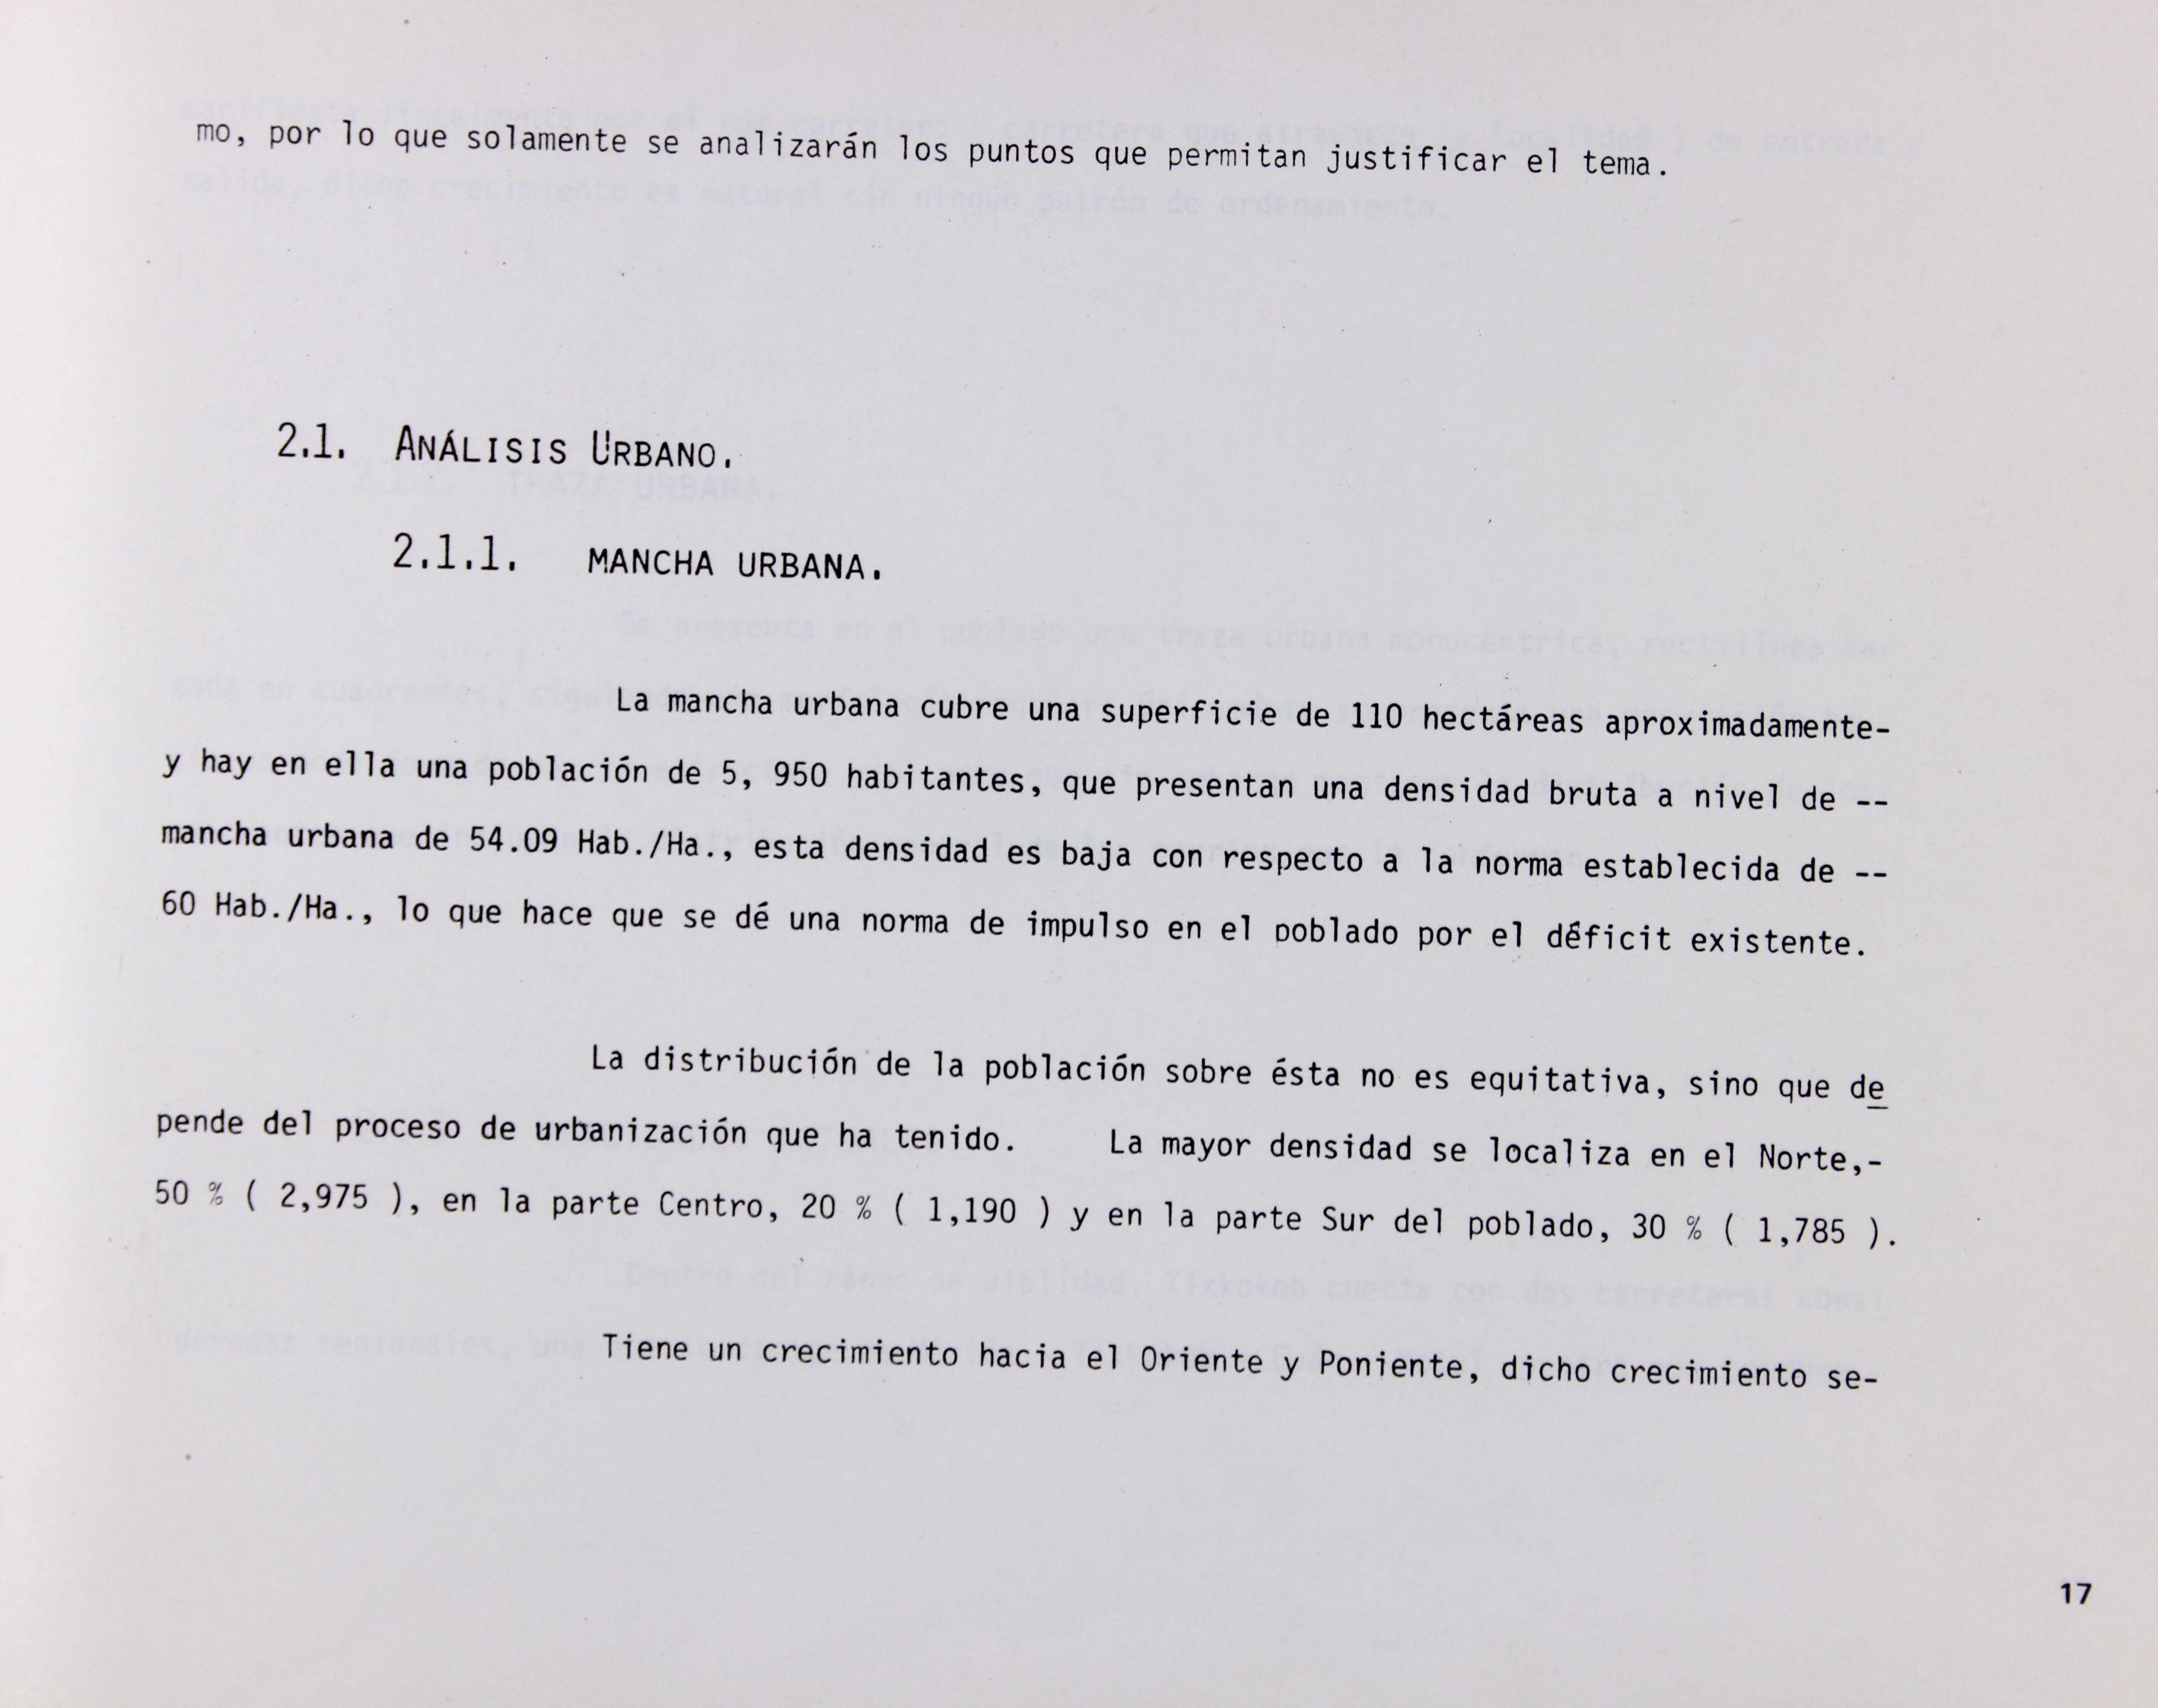 mo, por lo que solamente se analizarán los puntos que permitan justificar el tema.
2.1. ANÁLISIS URBANO.
2.1.1. MANCHA URBANA.
La mancha urbana cubre una superficie de 110 hectáreas aproximadamente-
y hay en ella una población de 5, 950 habitantes, que presentan una densidad bruta a nivel de --
mancha urbana de 54.09 Hab./Ha., esta densidad es baja con respecto a la norma establecida de --
60 Hab./Ha., lo que hace que se dé una norma de impulso en el poblado por el déficit existente.
La distribución de la población sobre ésta no es equitativa, sino que de
pende del proceso de urbanización que ha tenido. La mayor densidad se localiza en el Norte,-
50 % ( 2,975 ), en la parte Centro, 20 % ( 1,190 ) y en la parte Sur del poblado, 30 % ( 1,785 ).
Tiene un crecimiento hacia el Oriente y Poniente, dicho crecimiento se-
17